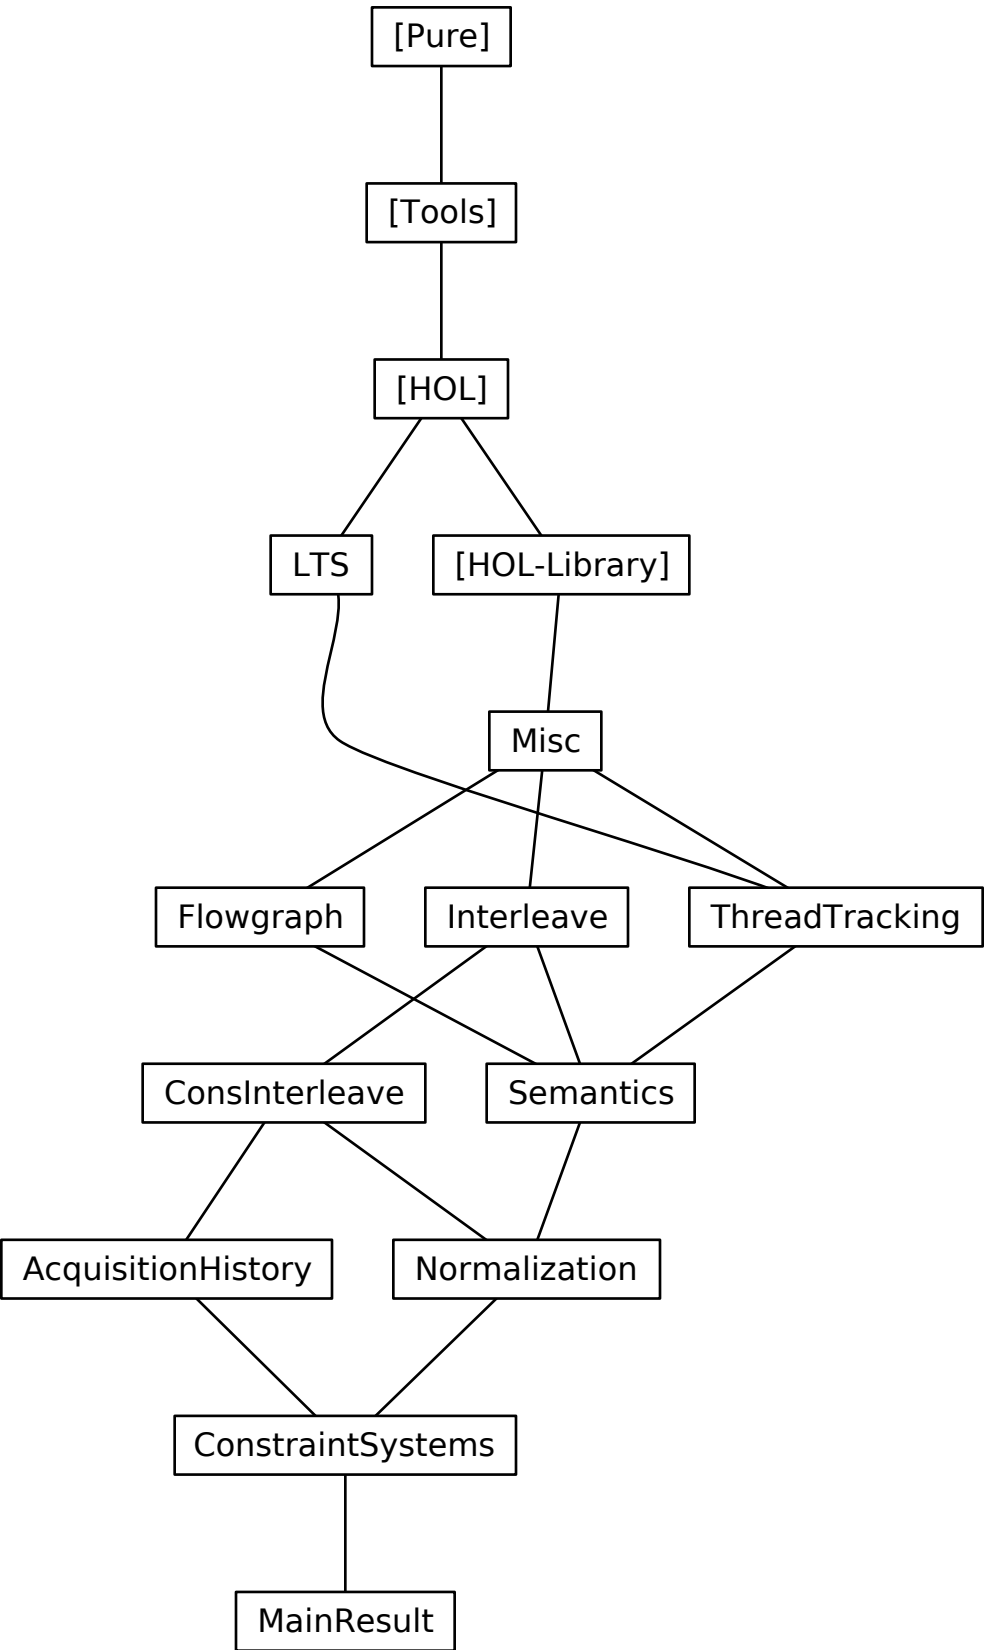 [Pure]
[Tools]
[HOL]
LTS
[HOL-Library]
Misc
Flowgraph
Interleave
ThreadTracking
ConsInterleave
Semantics
AcquisitionHistory
Normalization
ConstraintSystems
MainResult